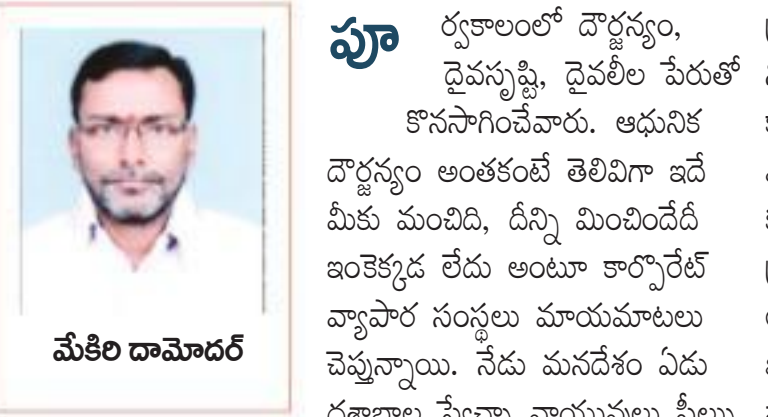 పూర్వకాలంలో దౌర్జన్యం,
దైవసృష్టి, దైవలీల పేరుతో
కొనసాగించేవారు. ఆధునిక
దౌర్జన్యం అంతకంటే తెలివిగా ఇదే
మీకు మంచిది, దీన్ని మించిందేదీ
ఇంకెక్కడ లేదు అంటూ కార్పొరేట్
వ్యాపార సంస్థలు మాయమాటలు
చెప్తున్నాయి. నేడు మనదేశం ఏడు
మేకిరి దామోదర్